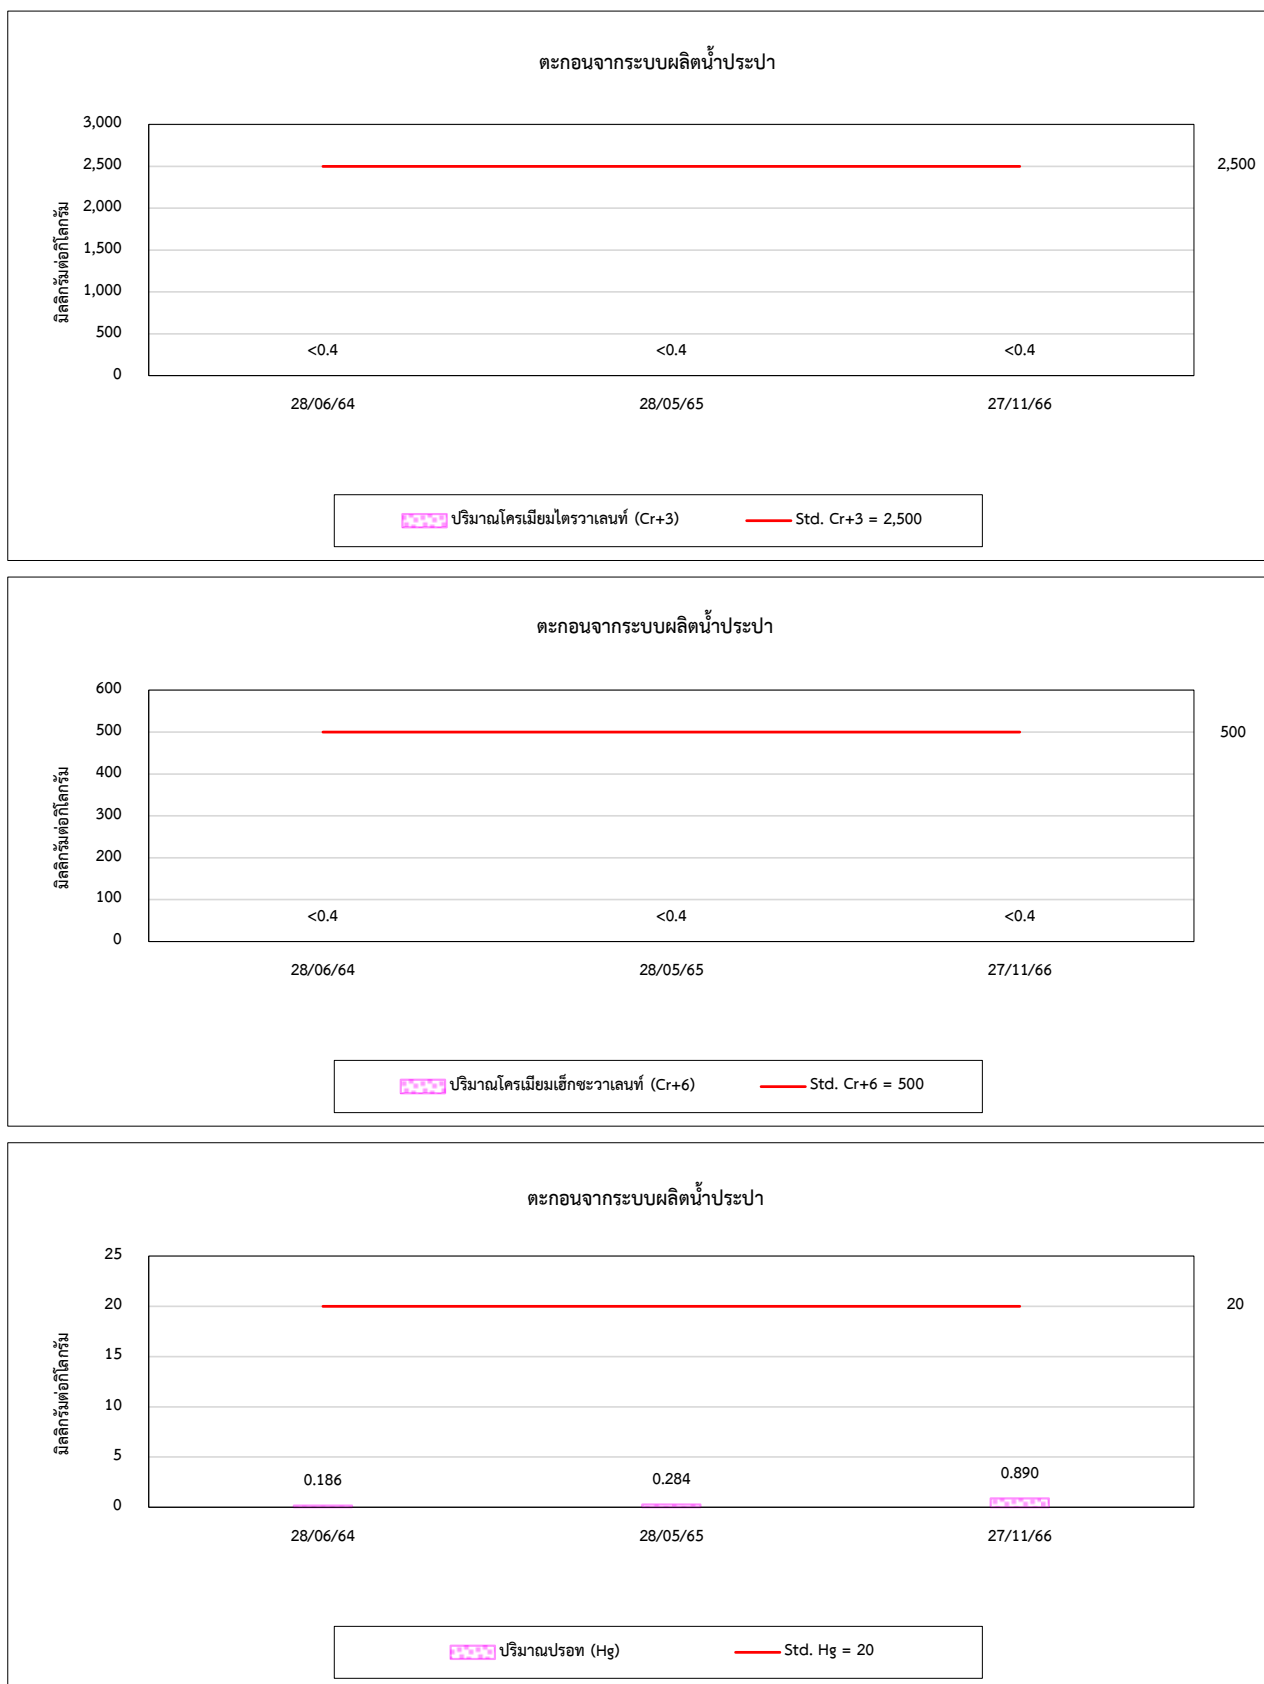 ตะกอนจากระบบผลิตน้ำประปา
มิลลิกรัมต่อกิโลกรัม
3,000
2,500
2,000
1,500
1,000
500
0
2,500
<0.4 <0.4 <0.4
28/06/64 28/05/65 27/11/66
ปริมาณโครเมียมไตรวาเลนท์ (Cr+3) Std. Cr+3 = 2,500
ตะกอนจากระบบผลิตน้ำประปา
มิลลิกรัมต่อกิโลกรัม
600
500
400
300
200
100
0
500
<0.4 <0.4 <0.4
28/06/64 28/05/65 27/11/66
ปริมาณโครเมียมเฮ็กซะวาเลนท์ (Cr+6) Std. Cr+6 = 500
ตะกอนจากระบบผลิตน้ำประปา
มิลลิกรัมต่อกิโลกรัม
25
20
15
10
5
0
20
0.186 0.284 0.890
28/06/64 28/05/65 27/11/66
ปริมาณปรอท (Hg) Std. Hg = 20